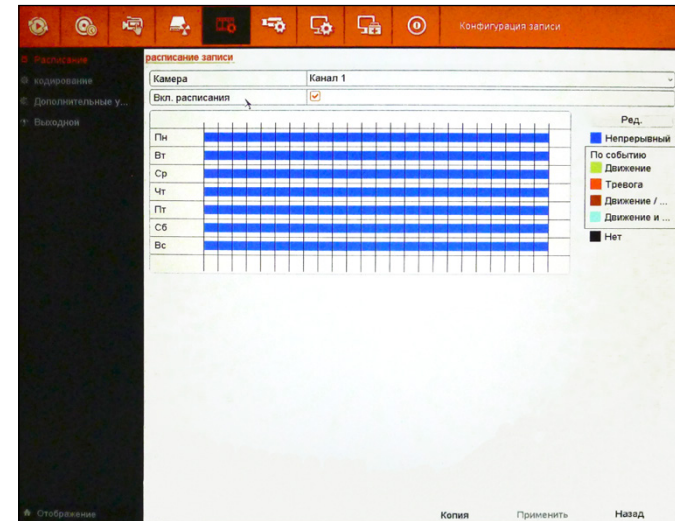 Конфигурация записи
Расписание
кодирование
Дополнительные у...
Выходной
Отображение
расписание записи
Камера Канал 1
Вкл. расписания
Ред.
Пн
Вт
Ср
Чт
Пт
Сб
Вс
Непрерывный
По событию
Движение
Тревога
Движение / ...
Движение и ...
Нет
Копия Применить Назад